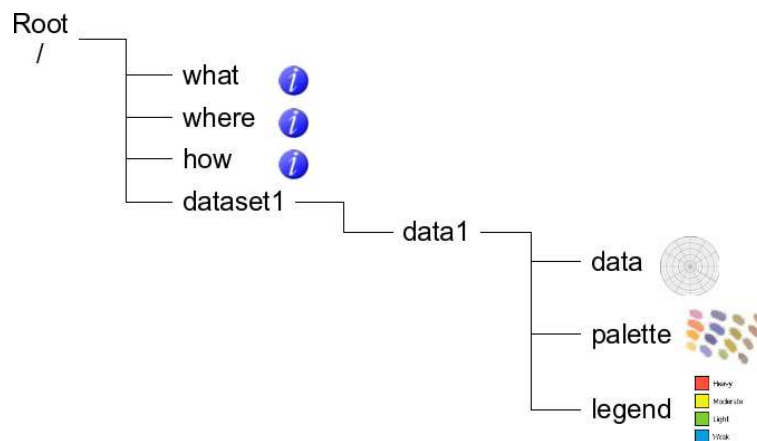 Root
/
what
where
how
dataset1
data1
data
palette
legend
Heavy
Moderate
Light
Weak